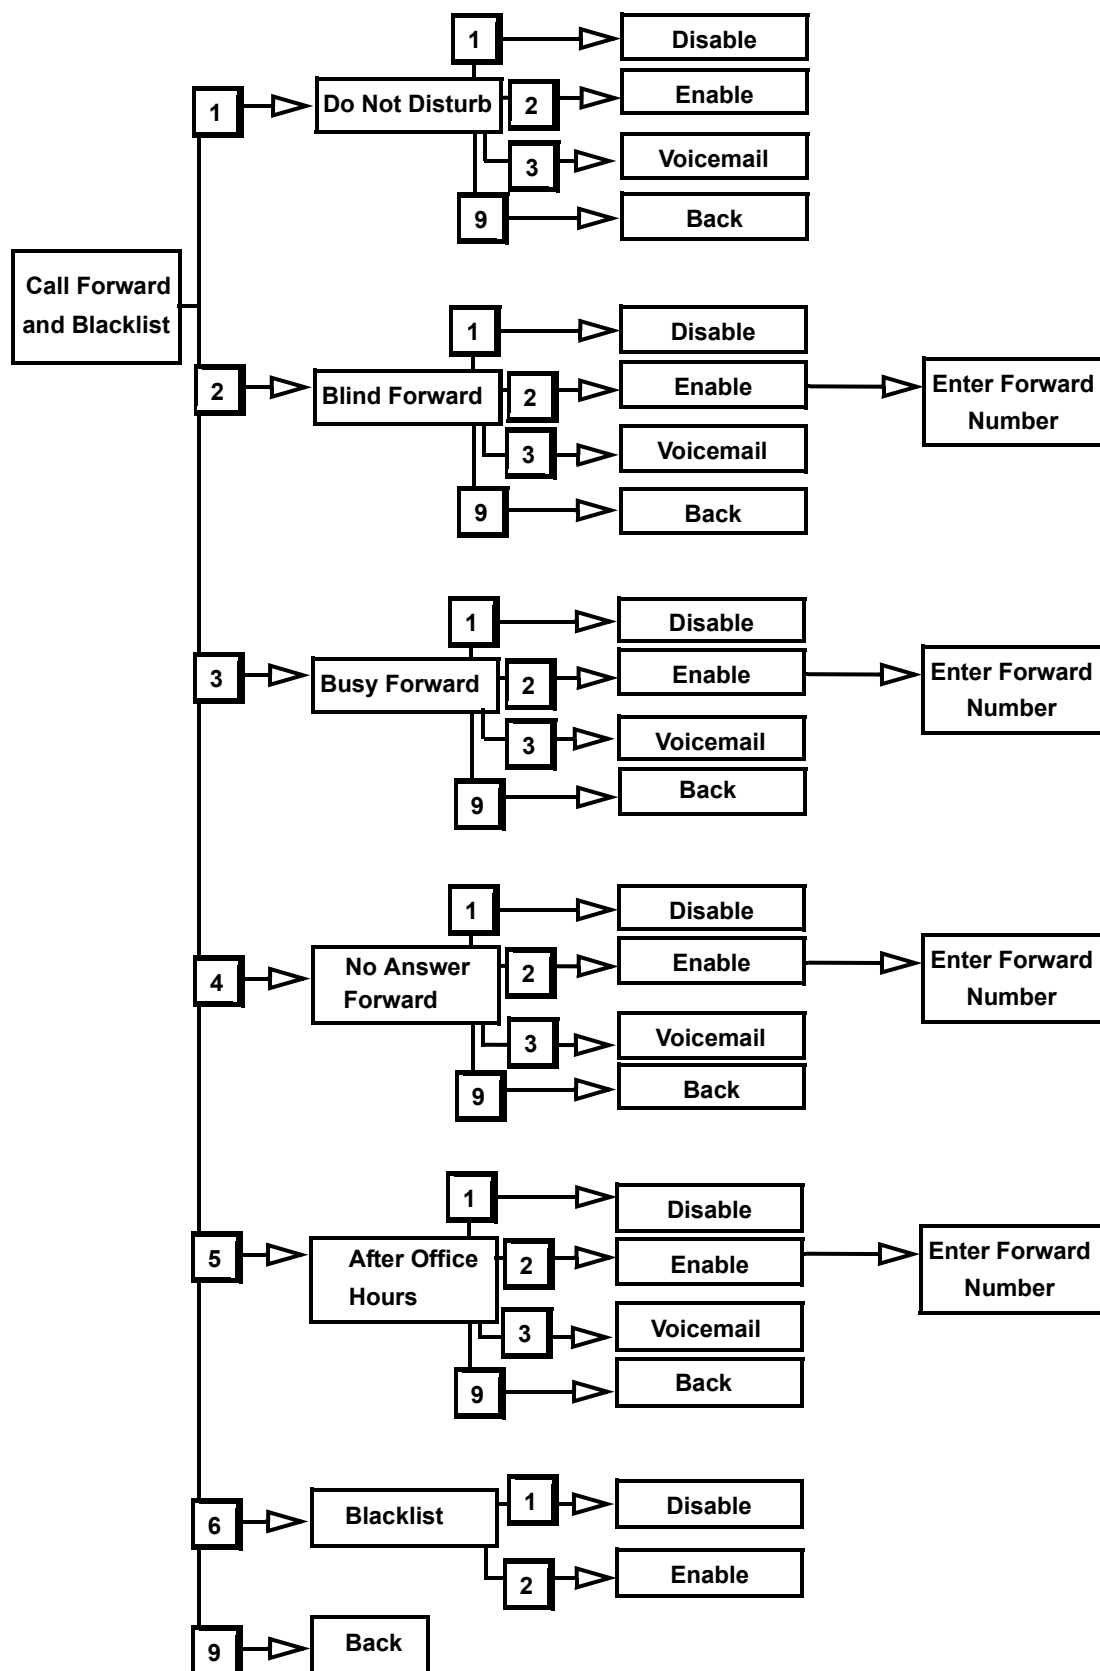 1
Disable
1
Do Not Disturb
2
Enable
3
Voicemail
9
Back
Call Forward
and Blacklist
1
Disable
2
Blind Forward
2
Enable
Enter Forward
Number
3
Voicemail
9
Back
1
Disable
3
Busy Forward
2
Enable
Enter Forward
Number
3
Voicemail
9
Back
1
Disable
4
No Answer
Forward
2
Enable
Enter Forward
Number
3
Voicemail
9
Back
1
Disable
5
After Office
Hours
2
Enable
Enter Forward
Number
3
Voicemail
9
Back
6
Blacklist
1
Disable
2
Enable
9
Back